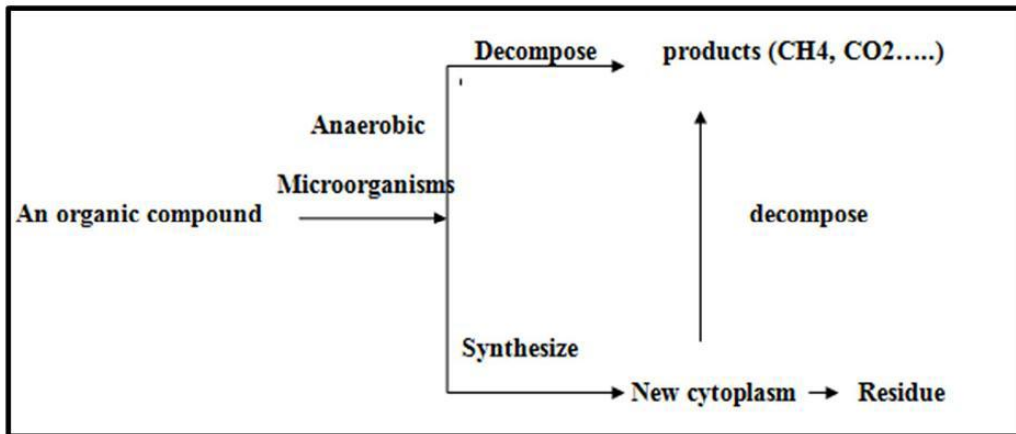 Decompose products (CH4, CO2.....)
Anaerobic
Microorganisms
An organic compound decompose
Synthesize
New cytoplasm Residue